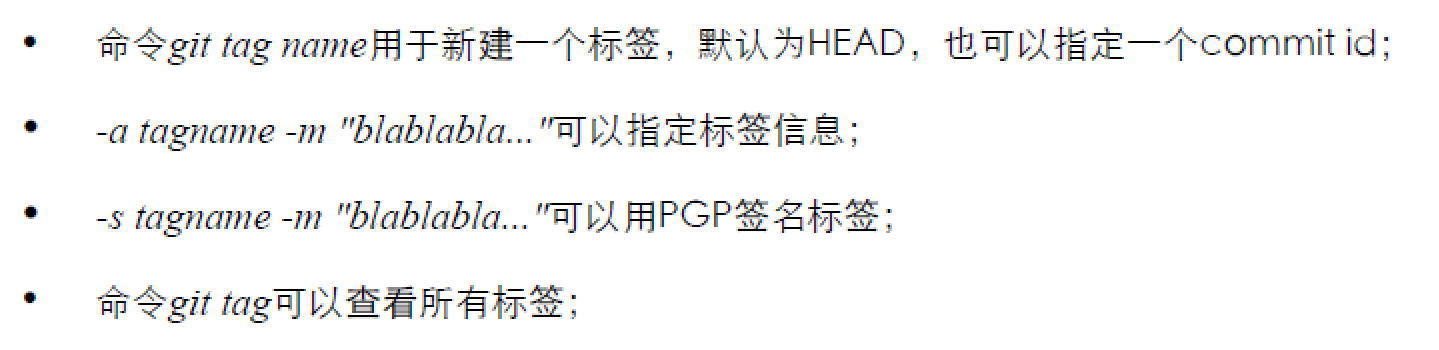 • 命令git tag name用于新建一个标签，默认为HEAD，也可以指定一个commit id；
• -a tagname -m "blablabla..."可以指定标签信息；
• -s tagname -m "blablabla..."可以用PGP签名标签；
• 命令git tag可以查看所有标签；